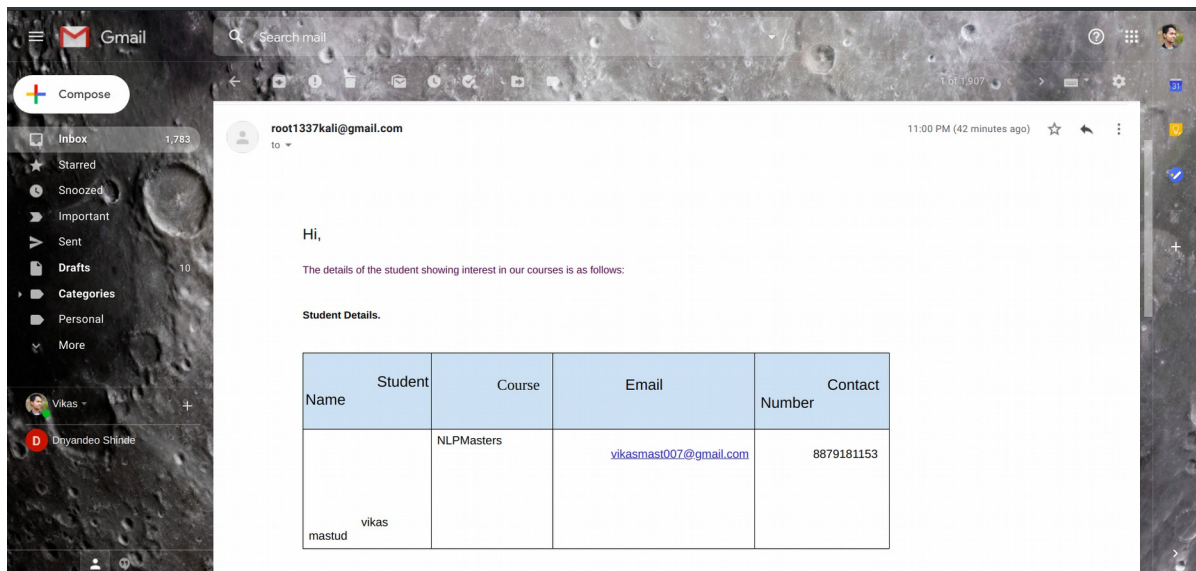 Gmail
Search mail
Compose
1 of 1,907
31
Inbox 1,783
root1337kali@gmail.com
11:00 PM (42 minutes ago)
to
Starred
Snoozed
Important
Sent
Drafts 10
Categories
Personal
More
Vikas
D Dnyandeo Shinde
Hi,
The details of the student showing interest in our courses is as follows:
Student Details.
Student Name
Course
Email
Contact Number
vikas mastud
NLPMasters
vikasmast007@gmail.com
8879181153